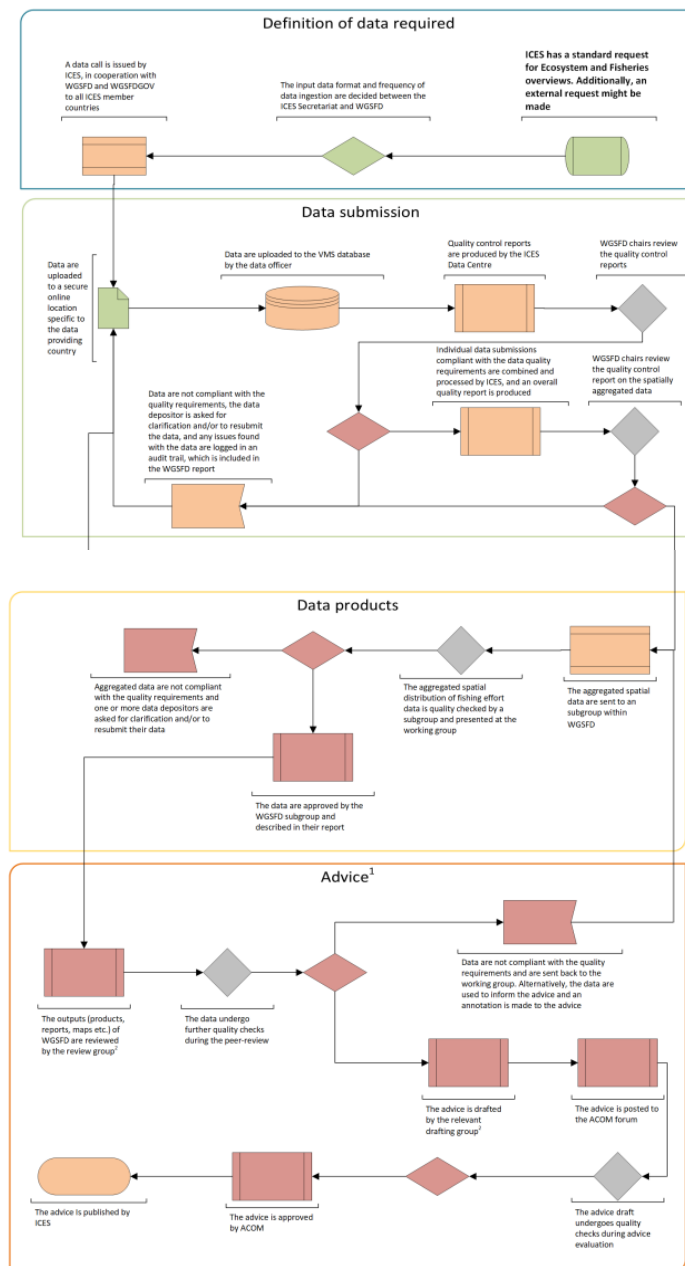 Definition of data required
A data call is issued by
ICES, in cooperation with
WGSFD and WGSFDGOV
to all ICES member
countries
The input data format and frequency of
data ingestion are decided between the
ICES Secretariat and WGSFD
ICES has a standard request
for Ecosystem and Fisheries
overviews. Additionally, an
external request might be
made
Data submission
Data are
uploaded
to a secure
online
location
specific to
the data
providing
country
Data are uploaded to the VMS database
by the data officer
Quality control reports
are produced by the ICES
Data Centre
WGSFD chairs review
the quality control
reports
Data are not compliant with the
quality requirements, the data
depositor is asked for
clarification and/or to resubmit
the data, and any issues found
with the data are logged in an
audit trail, which is included in
the WGSFD report
Individual data submissions
compliant with the data quality
requirements are combined and
processed by ICES, and an overall
quality report is produced
WGSFD chairs review
the quality control
report on the spatially
aggregated data
Data products
Aggregated data are not compliant
with the quality requirements and
one or more data depositors are
asked for clarification and/or to
resubmit their data
The aggregated spatial
distribution of fishing effort
data is quality checked by a
subgroup and presented at the
working group
The aggregated spatial
data are sent to an
subgroup within
WGSFD
The data are approved by the
WGSFD subgroup and
described in their report
Advice¹
Data are not compliant with the quality
requirements and are sent back to the
working group. Alternatively, the data are
used to inform the advice and an
annotation is made to the advice
The outputs (products,
reports, maps etc.) of
WGSFD are reviewed
by the review group²
The data undergo
further quality checks
during the peer-review
The advice is drafted
by the relevant
drafting group²
The advice is posted to
the ACOM forum
The advice Is published by
ICES
The advice is approved
by ACOM
The advice draft
undergoes quality
checks during advice
evaluation